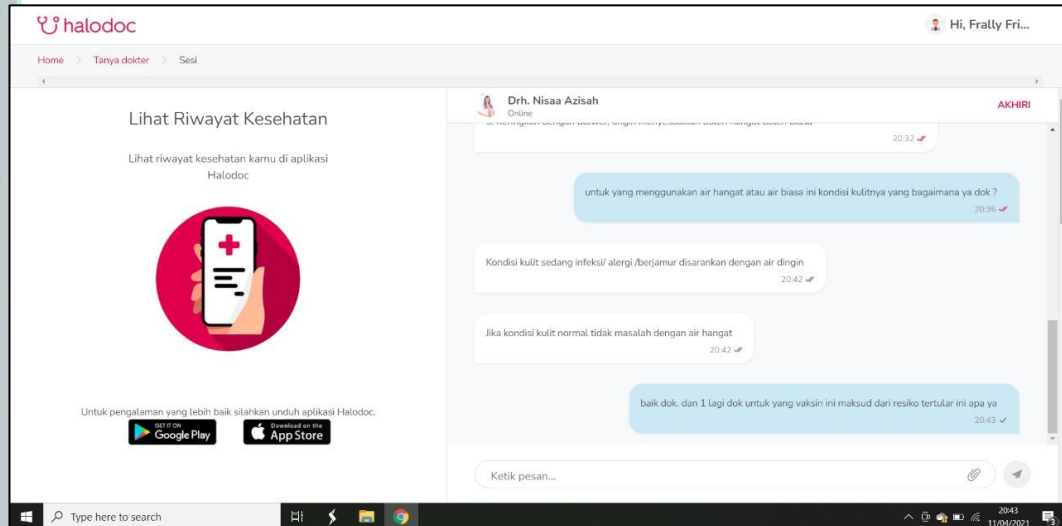 halodoc
Hi, Frally Fri...
Home > Tanya dokter > Sesi
Lihat Riwayat Kesehatan
Lihat riwayat kesehatan kamu di aplikasi
Halodoc
Untuk pengalaman yang lebih baik silahkan unduh aplikasi Halodoc.
GET IT ON
Google Play
Download on the
App Store
Drh. Nisaa Azisah
Online
AKHIRI
20:32
untuk yang menggunakan air hangat atau air biasa ini kondisi kulitnya yang bagaimana ya dok ?
20:36
Kondisi kulit sedang infeksi/ alergi /berjamur disarankan dengan air dingin
20:42
Jika kondisi kulit normal tidak masalah dengan air hangat
20:42
baik dok. dan 1 lagi dok untuk yang vaksin ini maksud dari resiko tertular ini apa ya
20:43
Ketik pesan...
Type here to search
20:43
11/04/2021